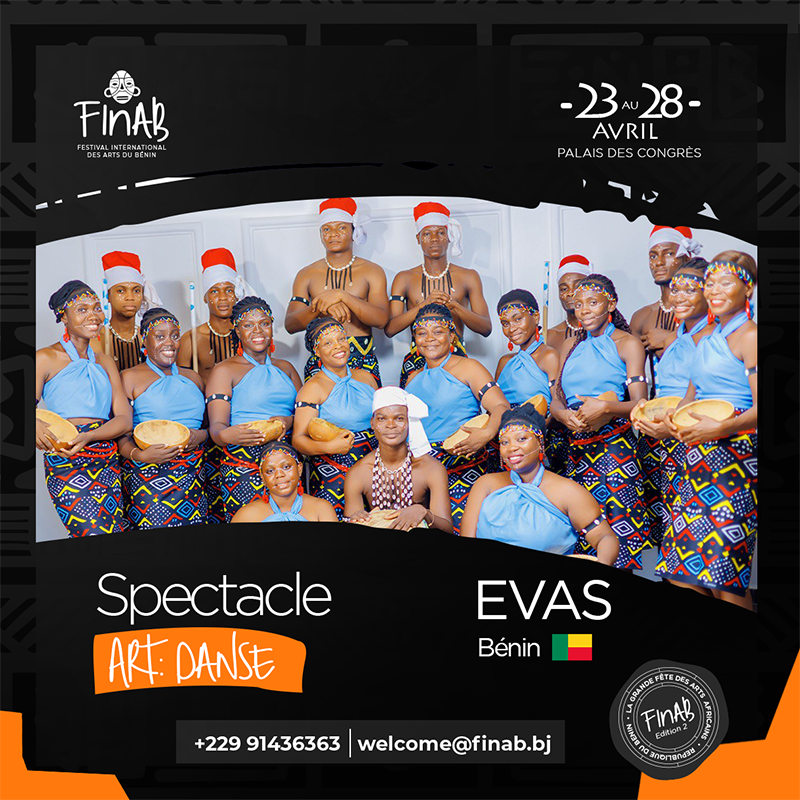 FInAB
FESTIVAL INTERNATIONAL
DES ARTS DU BÉNIN
-23 AU 28-
AVRIL
PALAIS DES CONGRÈS
Spectacle
ART: DANSE
EVAS
Bénin
LA GRANDE FÊTE DES ARTS AFRICAINS
FInAB
Edition 2
RÉPUBLIQUE DU BÉNIN
+229 91436363 | welcome@finab.bj